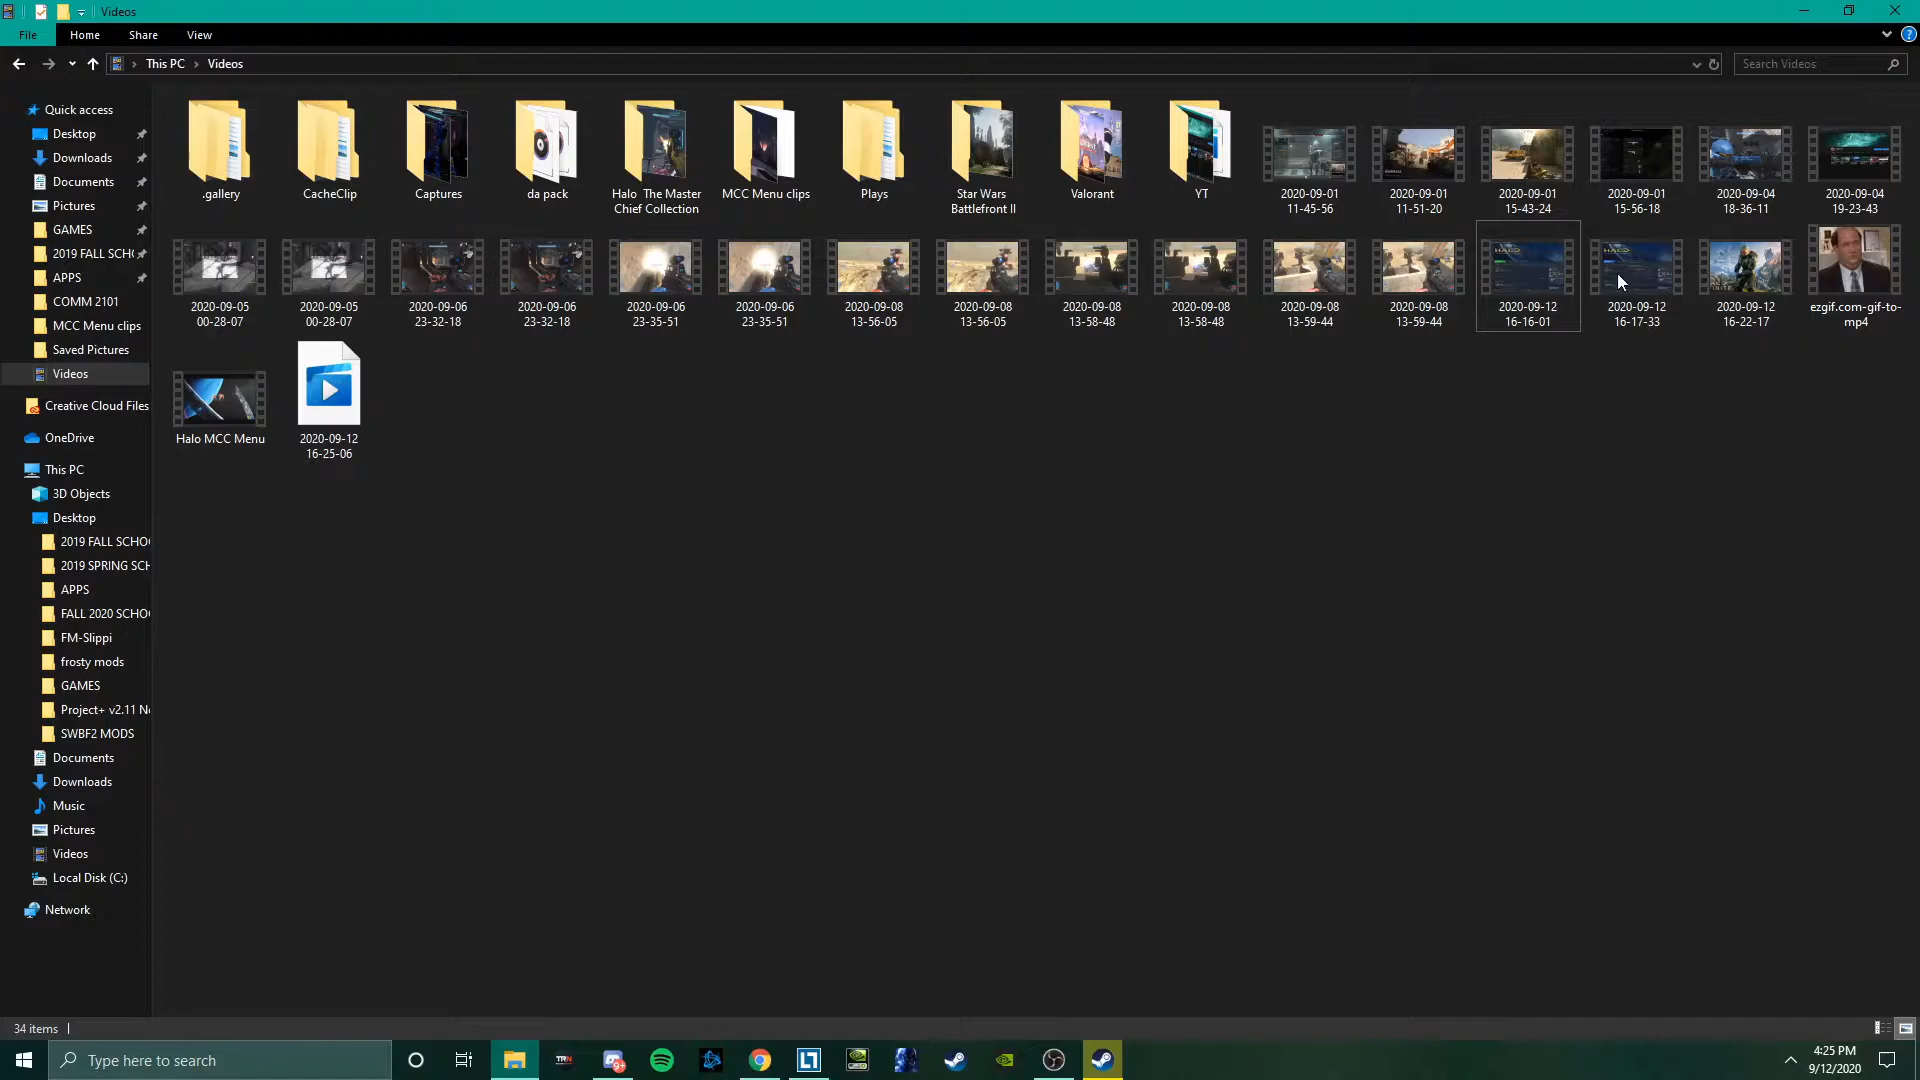 Videos
File Home Share View
This PC Videos
Search Videos
Quick access
Desktop
Downloads
Documents
Pictures
GAMES
2019 FALL SCH
APPS
COMM 2101
MCC Menu clips
Saved Pictures
Videos
Creative Cloud Files
OneDrive
This PC
3D Objects
Desktop
2019 FALL SCHO
2019 SPRING SCH
APPS
FALL 2020 SCHO
FM-Slippi
frosty mods
GAMES
Project+ v2.11 N
SWBF2 MODS
Documents
Downloads
Music
Pictures
Videos
Local Disk (C:)
Network
.gallery
CacheClip
Captures
da pack
Halo The Master
Chief Collection
MCC Menu clips
Plays
Star Wars
Battlefront II
Valorant
YT
2020-09-01
11-45-56
2020-09-01
11-51-20
2020-09-01
15-43-24
2020-09-01
15-56-18
2020-09-04
18-36-11
2020-09-04
19-23-43
2020-09-05
00-28-07
2020-09-05
00-28-07
2020-09-06
23-32-18
2020-09-06
23-32-18
2020-09-06
23-35-51
2020-09-06
23-35-51
2020-09-08
13-56-05
2020-09-08
13-56-05
2020-09-08
13-58-48
2020-09-08
13-58-48
2020-09-08
13-59-44
2020-09-08
13-59-44
2020-09-12
16-16-01
2020-09-12
16-17-33
2020-09-12
16-22-17
ezgif.com-gif-to-
mp4
Halo MCC Menu
2020-09-12
16-25-06
34 items
Type here to search
TRN
9+
4:25 PM
9/12/2020